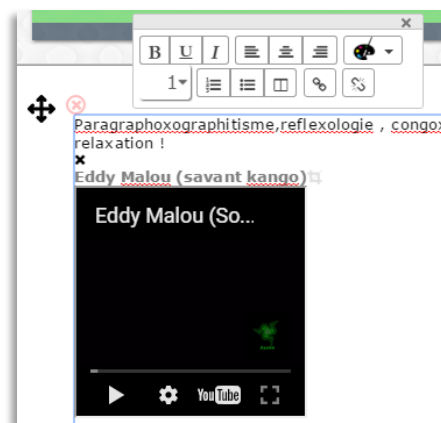 B U I
1
Paragraphoxographitisme,reflexologie , congox
relaxation !
Eddy Malou (savant kango)
Eddy Malou (So...
YouTube